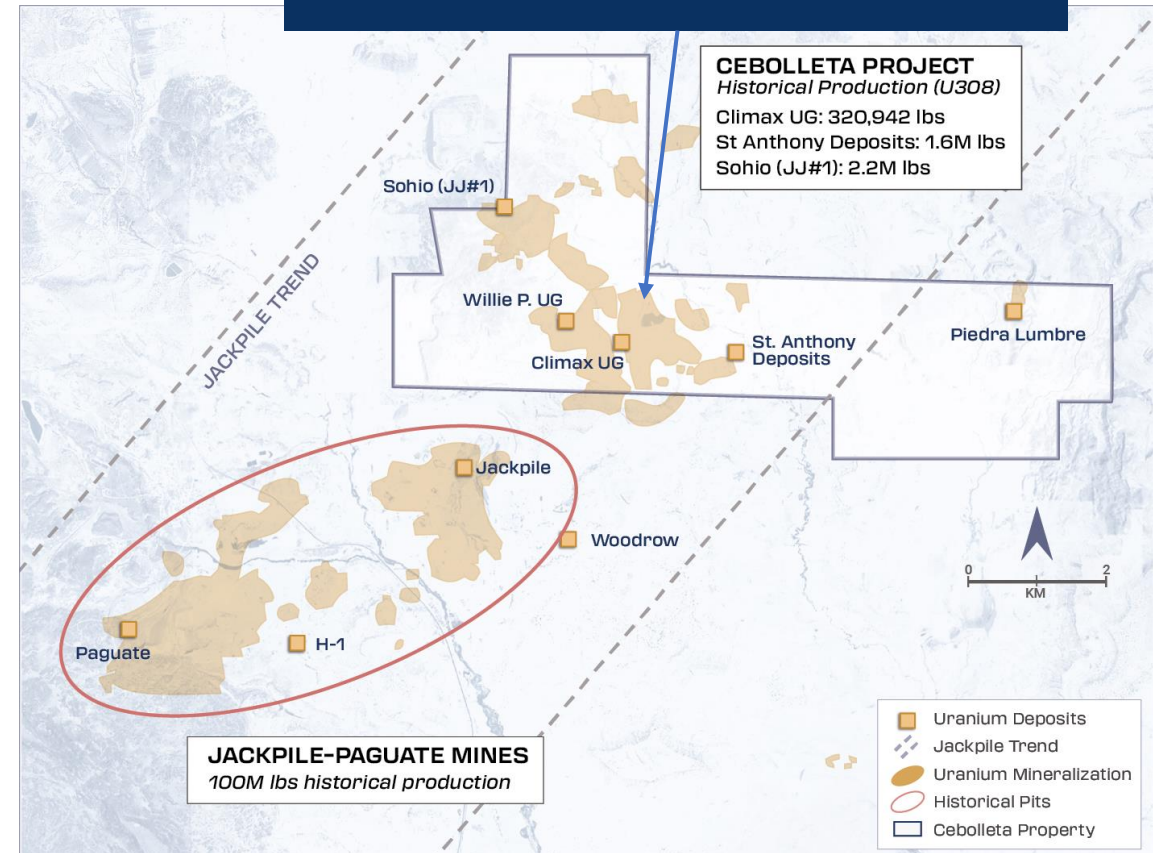 CEBOLLETA PROJECT
Historical Production (U308)
Climax UG: 320,942 lbs
St Anthony Deposits: 1.6M lbs
Sohio (JJ#1): 2.2M lbs
Sohio (JJ#1)
JACKPILE TREND
Willie P. UG
Climax UG
St. Anthony
Deposits
Piedra Lumbre
Jackpile
Woodrow
0 2
KM
Paguate
H-1
JACKPILE-PAGUATE MINES
100M lbs historical production
Uranium Deposits
Jackpile Trend
Uranium Mineralization
Historical Pits
Cebolleta Property